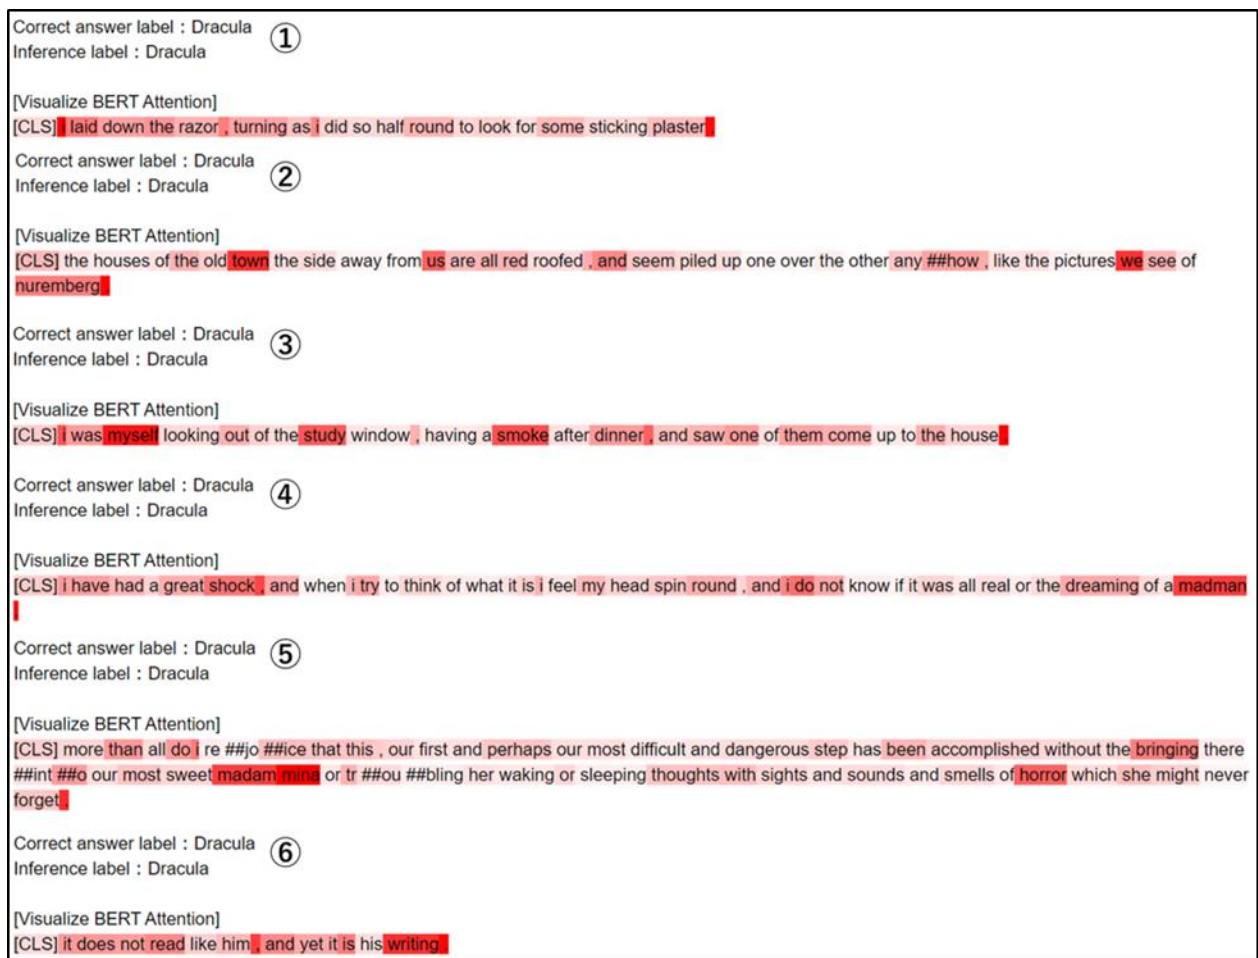 Correct answer label : Dracula
①
Inference label : Dracula
[Visualize BERT Attention]
[CLS] i laid down the razor , turning as i did so half round to look for some sticking plaster .
Correct answer label : Dracula
②
Inference label : Dracula
[Visualize BERT Attention]
[CLS] the houses of the old town the side away from us are all red roofed , and seem piled up one over the other any ##how , like the pictures we see of
nuremberg .
Correct answer label : Dracula
③
Inference label : Dracula
[Visualize BERT Attention]
[CLS] i was myself looking out of the study window , having a smoke after dinner , and saw one of them come up to the house .
Correct answer label : Dracula
④
Inference label : Dracula
[Visualize BERT Attention]
[CLS] i have had a great shock , and when i try to think of what it is i feel my head spin round , and i do not know if it was all real or the dreaming of a madman
.
Correct answer label : Dracula
⑤
Inference label : Dracula
[Visualize BERT Attention]
[CLS] more than all do i re ##jo ##ice that this , our first and perhaps our most difficult and dangerous step has been accomplished without the bringing there
##int ##o our most sweet madam mina or tr ##ou ##bling her waking or sleeping thoughts with sights and sounds and smells of horror which she might never
forget .
Correct answer label : Dracula
⑥
Inference label : Dracula
[Visualize BERT Attention]
[CLS] it does not read like him , and yet it is his writing .